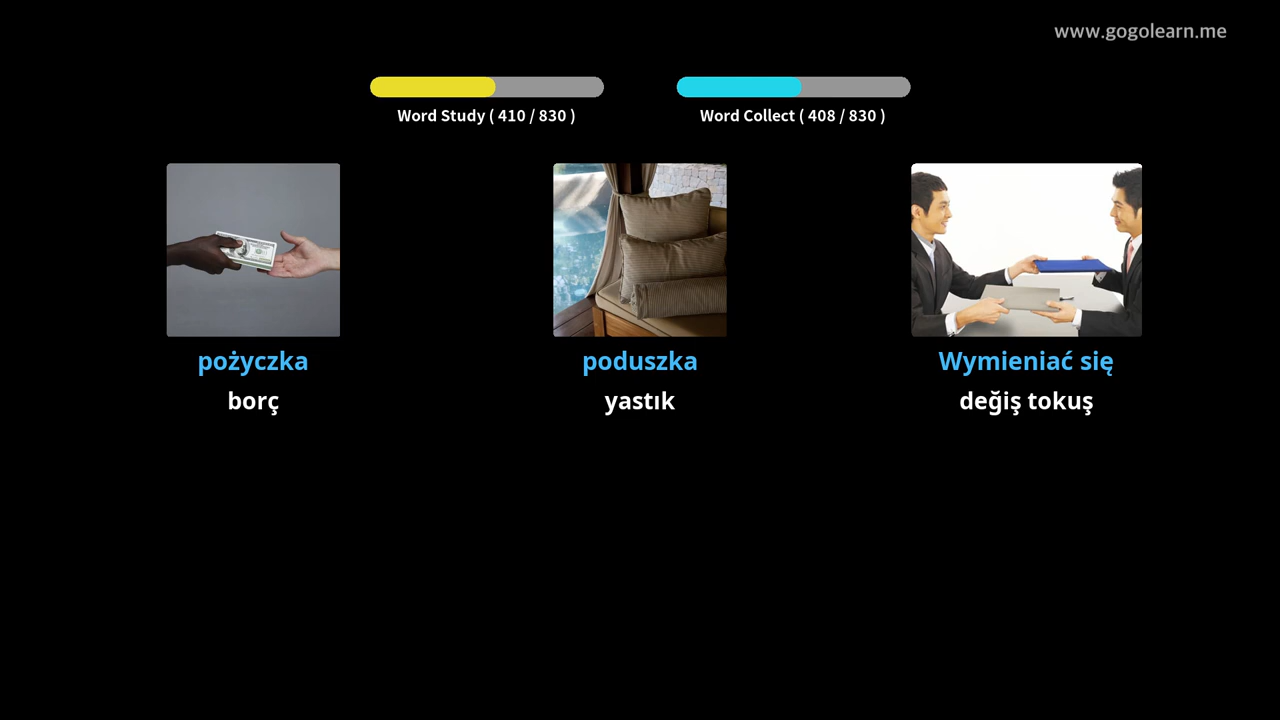 www.gogolearn.me
Word Study ( 410 / 830 )
Word Collect ( 408 / 830 )
pożyczka
borç
poduszka
yastık
Wymieniać się
değiş tokuş